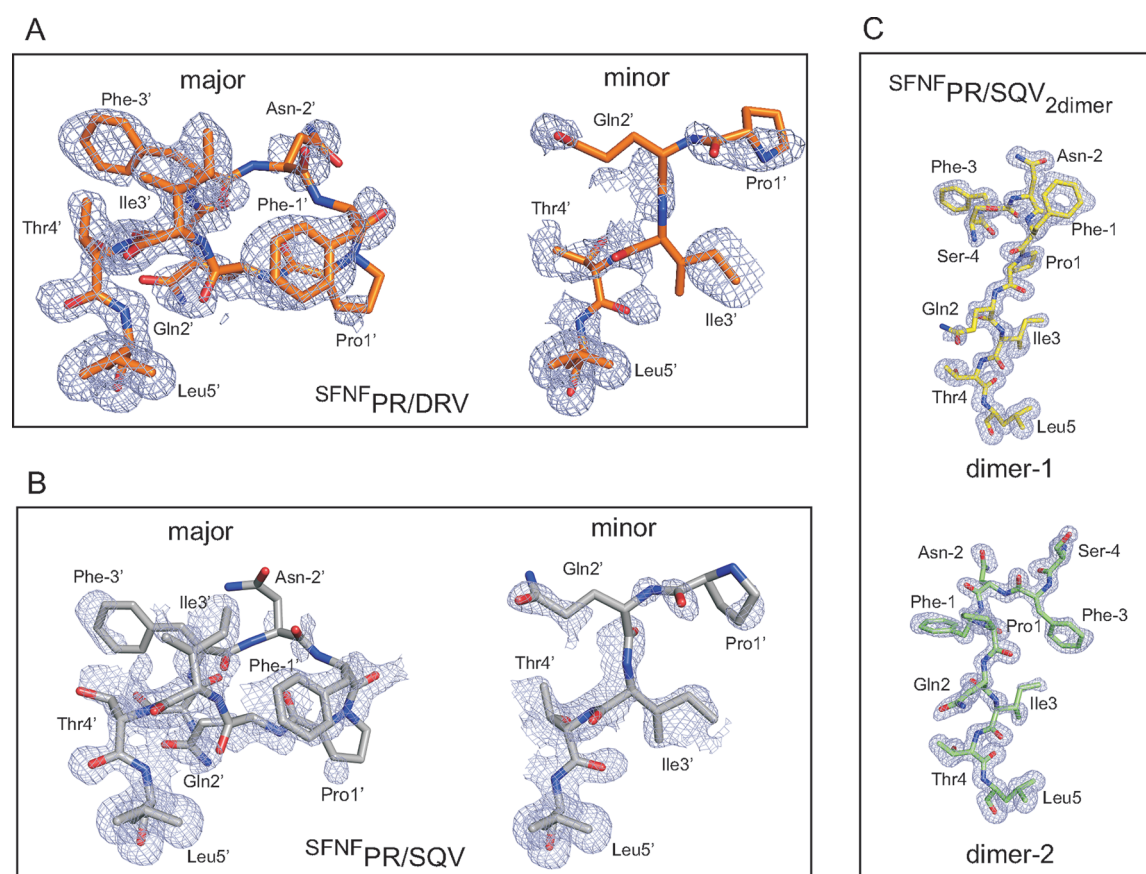 A
major
minor
Phe-3’
Asn-2’
Gln2’
Pro1’
Ile3’
Phe-1’
Thr4’
Thr4’
Gln2’
Pro1’
Ile3’
Leu5’
Leu5’
SFNFPR/DRV
B
major
minor
Phe-3’
Asn-2’
Ile3’
Gln2’
Pro1’
Phe-1’
Thr4’
Thr4’
Gln2’
Pro1’
Ile3’
Leu5’
Leu5’
SFNFPR/SQV
C
SFNFPR/SQV2dimer
Asn-2
Phe-3
Phe-1
Ser-4
Pro1
Gln2
Ile3
Thr4
Leu5
dimer-1
Asn-2
Ser-4
Phe-1
Pro1
Phe-3
Gln2
Ile3
Thr4
Leu5
dimer-2